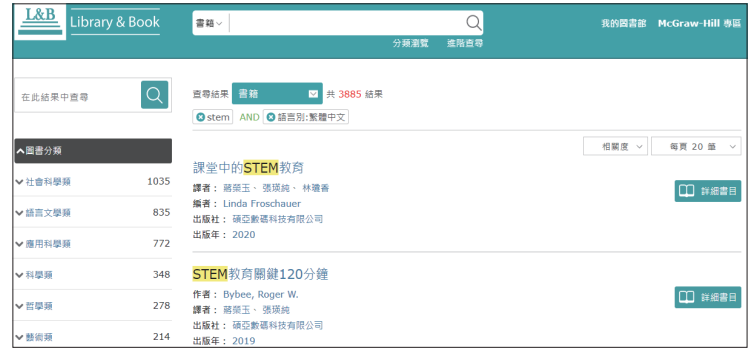 L&B Library & Book
書籍
分類瀏覽 進階查尋
我的圖書館 McGraw-Hill 專區
在此結果中查尋
圖書分類
社會科學類 1035
語言文學類 835
應用科學類 772
科學類 348
哲學類 278
藝術類 214
查尋結果 書籍 共 3885 結果
stem AND 語言別:繁體中文
相關度 每頁 20 筆
課堂中的STEM教育
譯者： 蔣榮玉、 張瑛純、 林璿香
編者： Linda Froschauer
出版社： 碩亞數碼科技有限公司
出版年： 2020
詳細書目
STEM教育關鍵120分鐘
作者： Bybee, Roger W.
譯者： 蔣榮玉、 張瑛純
出版社： 碩亞數碼科技有限公司
出版年： 2019
詳細書目